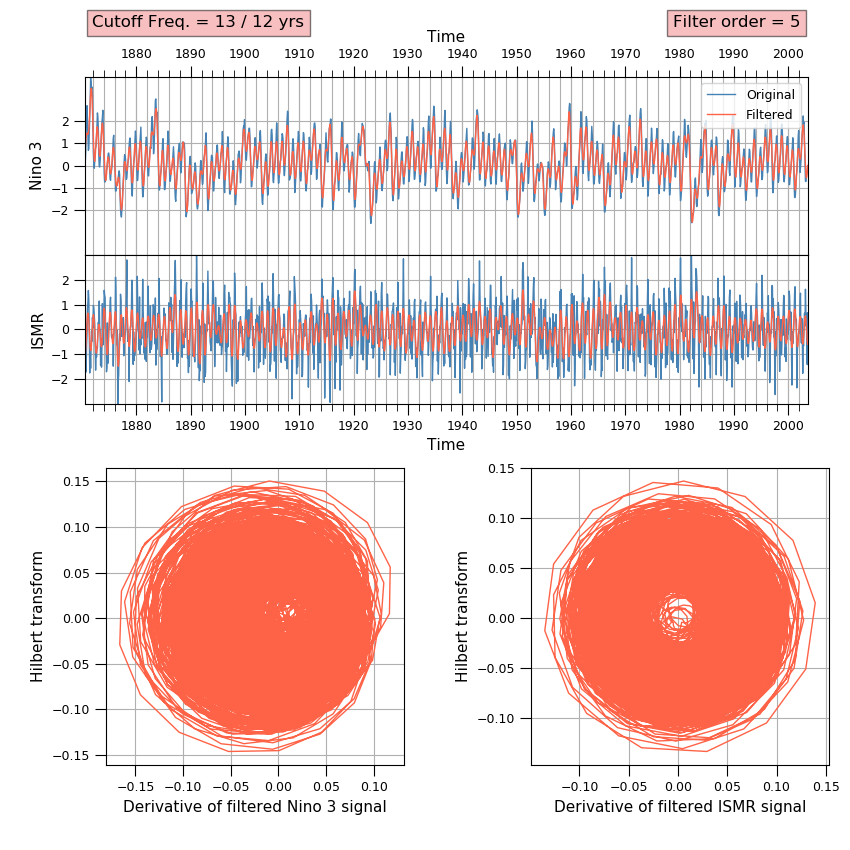 Cutoff Freq. = 13 / 12 yrs
Filter order = 5
Time
1880 1890 1900 1910 1920 1930 1940 1950 1960 1970 1980 1990 2000
Original
Filtered
Nino 3
2
1
0
−1
−2
ISMR
2
1
0
−1
−2
1880 1890 1900 1910 1920 1930 1940 1950 1960 1970 1980 1990 2000
Time
Hilbert transform
0.15
0.10
0.05
0.00
−0.05
−0.10
−0.15
−0.15 −0.10 −0.05 0.00 0.05 0.10
Derivative of filtered Nino 3 signal
Hilbert transform
0.15
0.10
0.05
0.00
−0.05
−0.10
−0.10 −0.05 0.00 0.05 0.10 0.15
Derivative of filtered ISMR signal